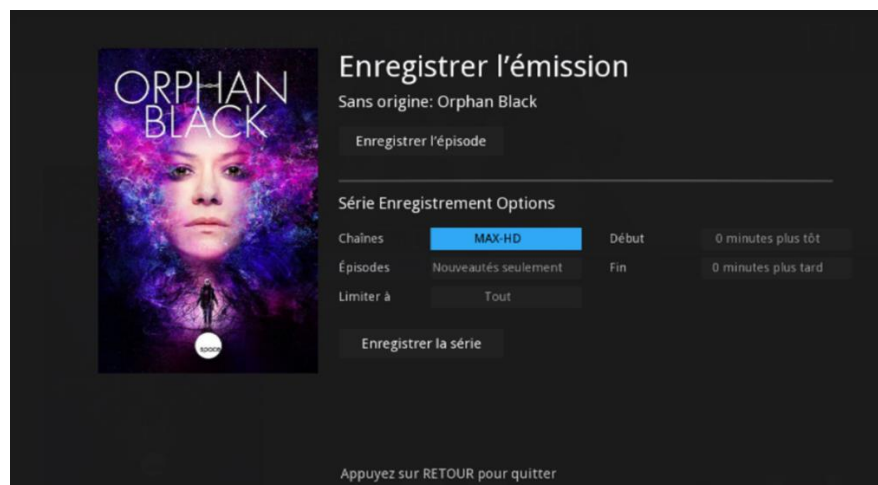 ORPHAN
BLACK
space
Enregistrer l’émission
Sans origine: Orphan Black
Enregistrer l’épisode
Série Enregistrement Options
Chaînes MAX-HD Début 0 minutes plus tôt
Épisodes Nouveautés seulement Fin 0 minutes plus tard
Limiter à Tout
Enregistrer la série
Appuyez sur RETOUR pour quitter